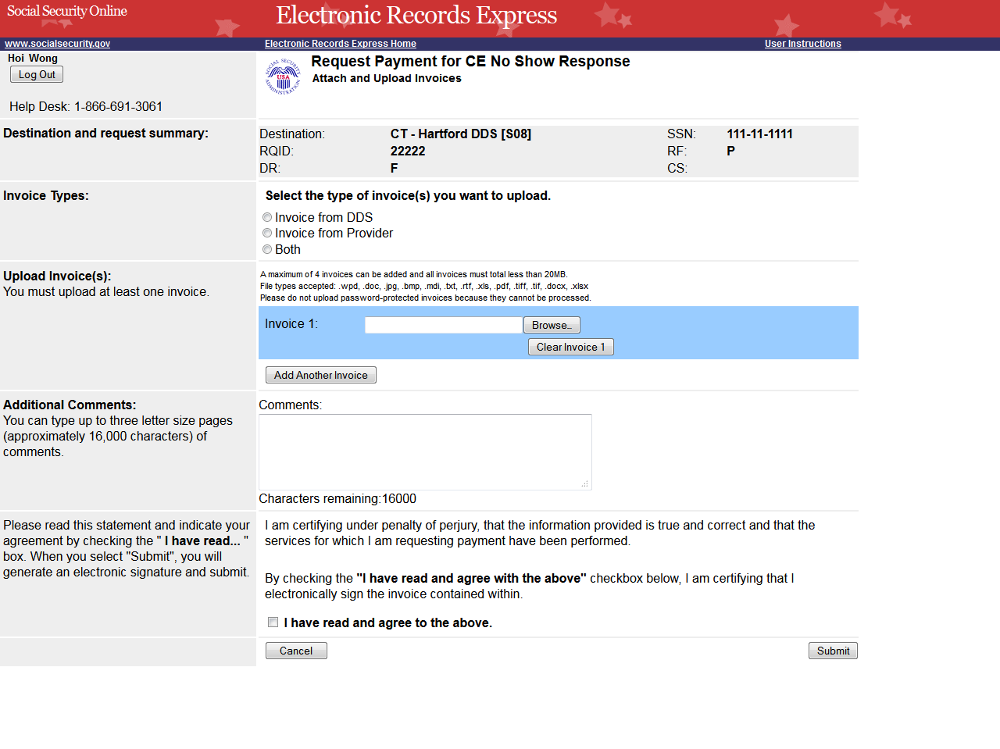 Social Security Online
Electronic Records Express
www.socialsecurity.gov
Electronic Records Express Home
User Instructions
Hoi Wong
Log Out
Help Desk: 1-866-691-3061
SOCIAL SECURITY ADMINISTRATION
USA
Request Payment for CE No Show Response
Attach and Upload Invoices
Destination and request summary:
Destination: CT - Hartford DDS [S08] SSN: 111-11-1111
RQID: 22222 RF: P
DR: F CS:
Invoice Types:
Select the type of invoice(s) you want to upload.
Invoice from DDS
Invoice from Provider
Both
Upload Invoice(s):
You must upload at least one invoice.
A maximum of 4 invoices can be added and all invoices must total less than 20MB.
File types accepted: .wpd, .doc, .jpg, .bmp, .mdi, .txt, .rtf, .xls, .pdf, .tiff, .tif, .docx, .xlsx
Please do not upload password-protected invoices because they cannot be processed.
Invoice 1:
Browse...
Clear Invoice 1
Add Another Invoice
Additional Comments:
You can type up to three letter size pages
(approximately 16,000 characters) of
comments.
Comments:
Characters remaining:16000
Please read this statement and indicate your
agreement by checking the " I have read... "
box. When you select "Submit", you will
generate an electronic signature and submit.
I am certifying under penalty of perjury, that the information provided is true and correct and that the
services for which I am requesting payment have been performed.
By checking the "I have read and agree with the above" checkbox below, I am certifying that I
electronically sign the invoice contained within.
I have read and agree to the above.
Cancel
Submit